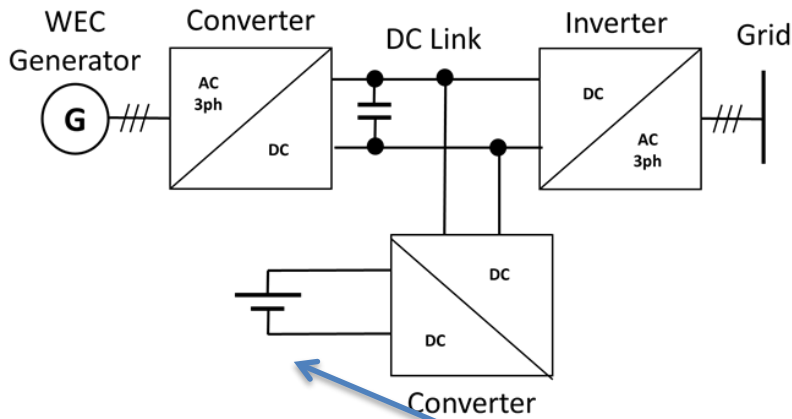 WEC
Generator
Converter
DC Link
Inverter
Grid
G
AC
3ph
DC
DC
AC
3ph
DC
DC
Converter